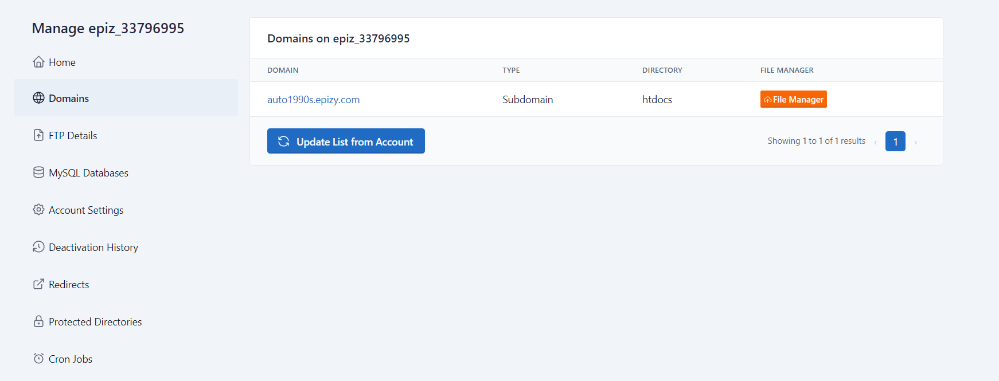 Manage epiz_33796995
Home
Domains
FTP Details
MySQL Databases
Account Settings
Deactivation History
Redirects
Protected Directories
Cron Jobs
Domains on epiz_33796995
DOMAIN TYPE DIRECTORY FILE MANAGER
auto1990s.epizy.com Subdomain htdocs File Manager
Update List from Account Showing 1 to 1 of 1 results ‹ 1 ›